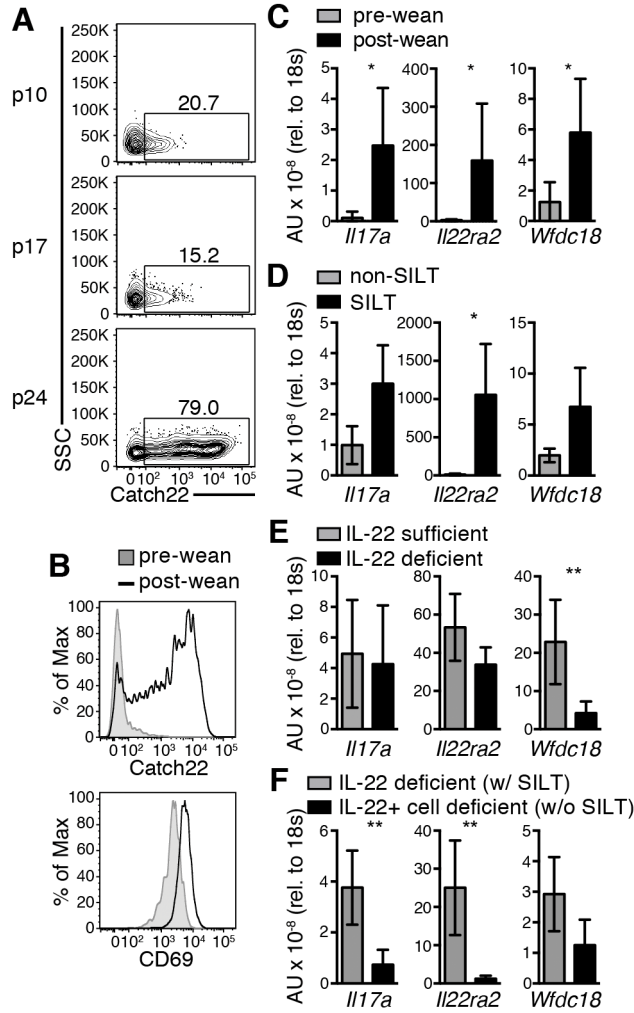 A
250K
200K
p10
150K
100K
20.7
50K
0
250K
200K
p17
150K
100K
15.2
50K
0
250K
200K
p24
150K
100K
79.0
50K
0
SSC
0 10² 10³ 10⁴ 10⁵
Catch22
B
pre-wean
post-wean
% of Max
100
80
60
40
20
0
0 10² 10³ 10⁴ 10⁵
Catch22
% of Max
100
80
60
40
20
0
0 10² 10³ 10⁴ 10⁵
CD69
C
pre-wean
post-wean
AU x 10⁻⁸ (rel. to 18s)
5
4
3
2
1
0
*
Il17a
400
300
200
100
0
*
Il22ra2
10
8
6
4
2
0
*
Wfdc18
D
non-SILT
SILT
AU x 10⁻⁸ (rel. to 18s)
5
4
3
2
1
0
Il17a
2000
1500
1000
500
0
*
Il22ra2
15
10
5
0
Wfdc18
E
IL-22 sufficient
IL-22 deficient
AU x 10⁻⁸ (rel. to 18s)
10
8
6
4
2
0
Il17a
80
60
40
20
0
Il22ra2
40
30
20
10
0
**
Wfdc18
F
IL-22 deficient (w/ SILT)
IL-22+ cell deficient (w/o SILT)
AU x 10⁻⁸ (rel. to 18s)
6
4
2
0
**
Il17a
40
30
20
10
0
**
Il22ra2
5
4
3
2
1
0
Wfdc18